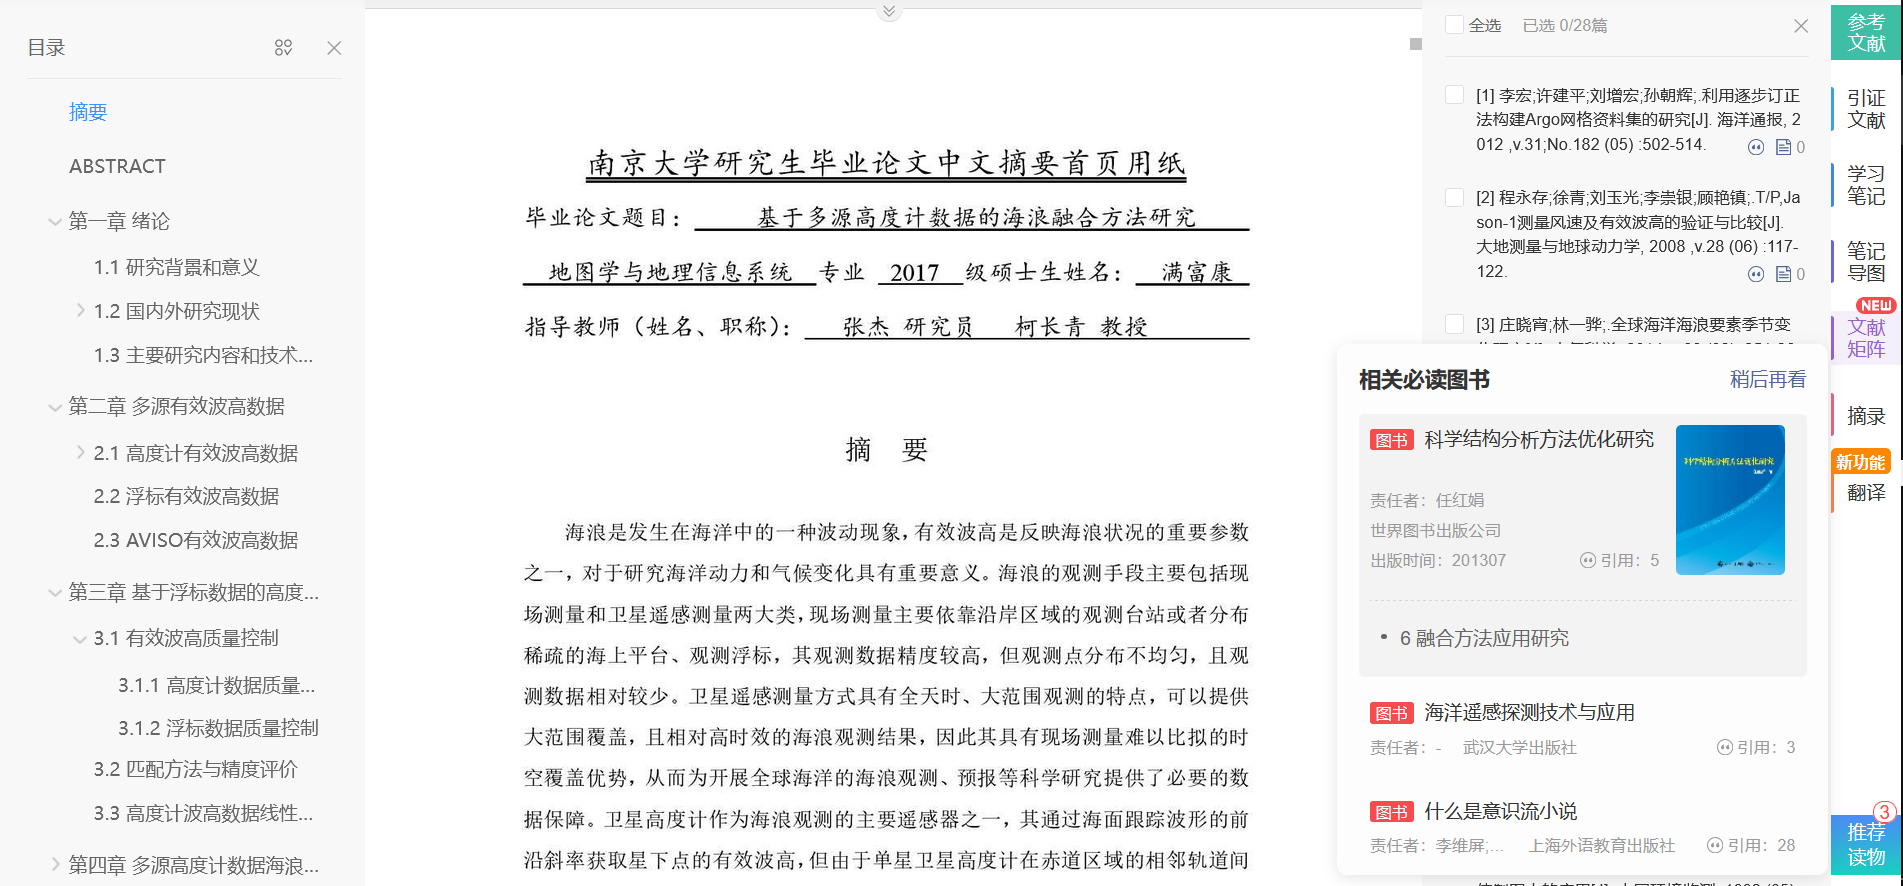 目录
摘要
ABSTRACT
第一章 绪论
1.1 研究背景和意义
1.2 国内外研究现状
1.3 主要研究内容和技术...
第二章 多源有效波高数据
2.1 高度计有效波高数据
2.2 浮标有效波高数据
2.3 AVISO有效波高数据
第三章 基于浮标数据的高度...
3.1 有效波高质量控制
3.1.1 高度计数据质量...
3.1.2 浮标数据质量控制
3.2 匹配方法与精度评价
3.3 高度计波高数据线性...
第四章 多源高度计数据海浪...
南京大学研究生毕业论文中文摘要首页用纸
毕业论文题目： 基于多源高度计数据的海浪融合方法研究
地图学与地理信息系统 专业 2017 级硕士生姓名： 满富康
指导教师（姓名、职称）： 张杰 研究员 柯长青 教授
摘 要
海浪是发生在海洋中的一种波动现象，有效波高是反映海浪状况的重要参数
之一，对于研究海洋动力和气候变化具有重要意义。海浪的观测手段主要包括现
场测量和卫星遥感测量两大类，现场测量主要依靠沿岸区域的观测台站或者分布
稀疏的海上平台、观测浮标，其观测数据精度较高，但观测点分布不均匀，且观
测数据相对较少。卫星遥感测量方式具有全天时、大范围观测的特点，可以提供
大范围覆盖，且相对高时效的海浪观测结果，因此其具有现场测量难以比拟的时
空覆盖优势，从而为开展全球海洋的海浪观测、预报等科学研究提供了必要的数
据保障。卫星高度计作为海浪观测的主要遥感器之一，其通过海面跟踪波形的前
沿斜率获取星下点的有效波高，但由于单星卫星高度计在赤道区域的相邻轨道间
全选 已选 0/28篇
[1] 李宏;许建平;刘增宏;孙朝辉;.利用逐步订正
法构建Argo网格资料集的研究[J]. 海洋通报, 2
012 ,v.31;No.182 (05) :502-514.
0
[2] 程永存;徐青;刘玉光;李崇银;顾艳镇;.T/P,Ja
son-1测量风速及有效波高的验证与比较[J].
大地测量与地球动力学, 2008 ,v.28 (06) :117-
122.
0
[3] 庄晓宵;林一骅;.全球海洋海浪要素季节变
相关必读图书 稍后再看
图书 科学结构分析方法优化研究
责任者：任红娟
世界图书出版公司
出版时间：201307 引用：5
科学结构分析方法优化研究
6 融合方法应用研究
图书 海洋遥感探测技术与应用
责任者：- 武汉大学出版社 引用：3
图书 什么是意识流小说
责任者：李维屏;... 上海外语教育出版社 引用：28
参考
文献
引证
文献
学习
笔记
笔记
导图
NEW
文献
矩阵
摘录
新功能
翻译
3
推荐
读物